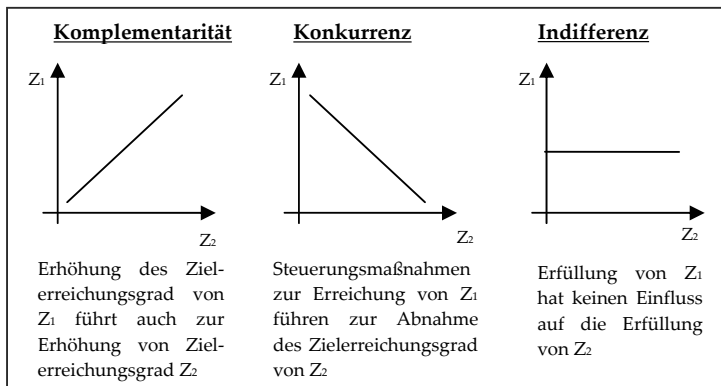 Komplementarität
Konkurrenz
Indifferenz
Z1
Z2
Z1
Z2
Z1
Z2
Erhöhung des Ziel-
erreichungsgrad von
Z1 führt auch zur
Erhöhung von Ziel-
erreichungsgrad Z2
Steuerungsmaßnahmen
zur Erreichung von Z1
führen zur Abnahme
des Zielerreichungsgrad
von Z2
Erfüllung von Z1
hat keinen Einfluss
auf die Erfüllung
von Z2